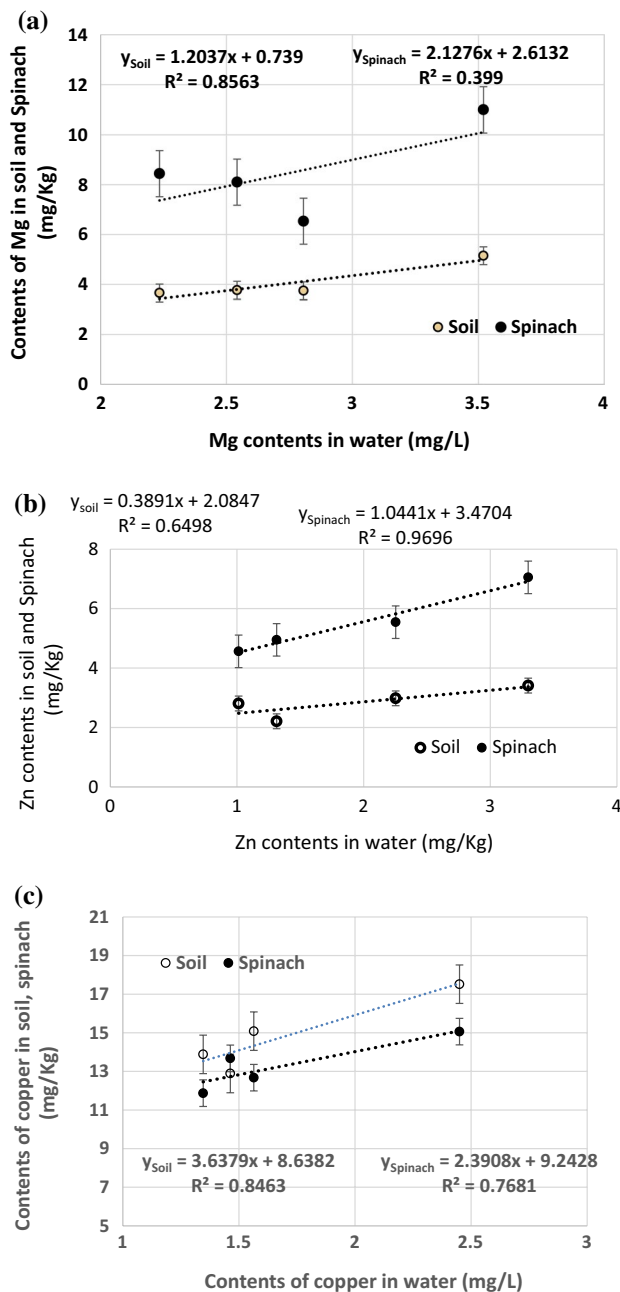 (a)
y Soil = 1.2037x + 0.739
R² = 0.8563
y Spinach = 2.1276x + 2.6132
R² = 0.399
14
12
10
8
6
4
2
0
Contents of Mg in soil and Spinach
(mg/Kg)
Soil
Spinach
2
2.5
3
3.5
4
Mg contents in water (mg/L)
(b)
y soil = 0.3891x + 2.0847
R² = 0.6498
y Spinach = 1.0441x + 3.4704
R² = 0.9696
8
6
4
2
0
Zn contents in soil and Spinach
(mg/Kg)
Soil
Spinach
0
1
2
3
4
Zn contents in water (mg/Kg)
(c)
21
19
17
15
13
11
9
7
5
Contents of copper in soil, spinach
(mg/Kg)
Soil
Spinach
y Soil = 3.6379x + 8.6382
R² = 0.8463
y Spinach = 2.3908x + 9.2428
R² = 0.7681
1
1.5
2
2.5
3
Contents of copper in water (mg/L)